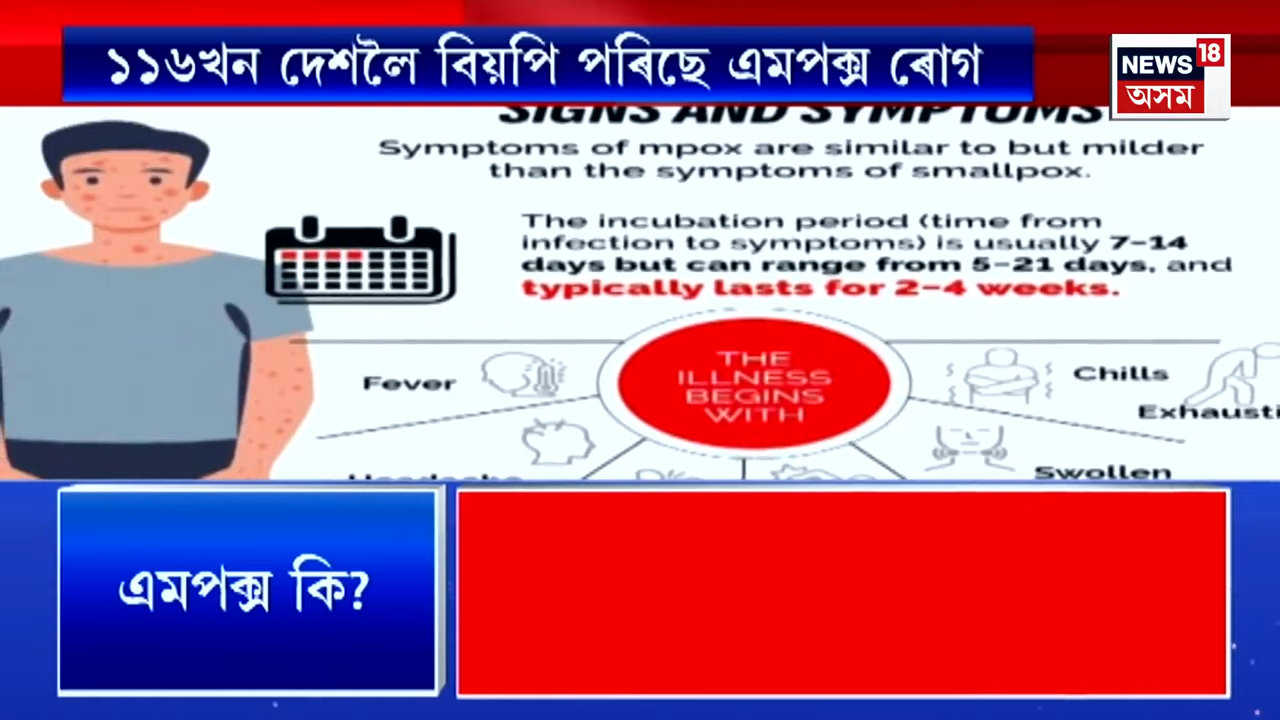 ১১৬খন দেশলৈ বিয়পি পৰিছে এমপক্স ৰোগ
NEWS 18
অসম
SIGNS AND SYMPTOMS
Symptoms of mpox are similar to but milder
than the symptoms of smallpox.
The incubation period (time from
infection to symptoms) is usually 7-14
days but can range from 5-21 days, and
typically lasts for 2-4 weeks.
THE
ILLNESS
BEGINS
WITH
Fever
Chills
Exhausti
Headache
Swollen
এমপক্স কি?